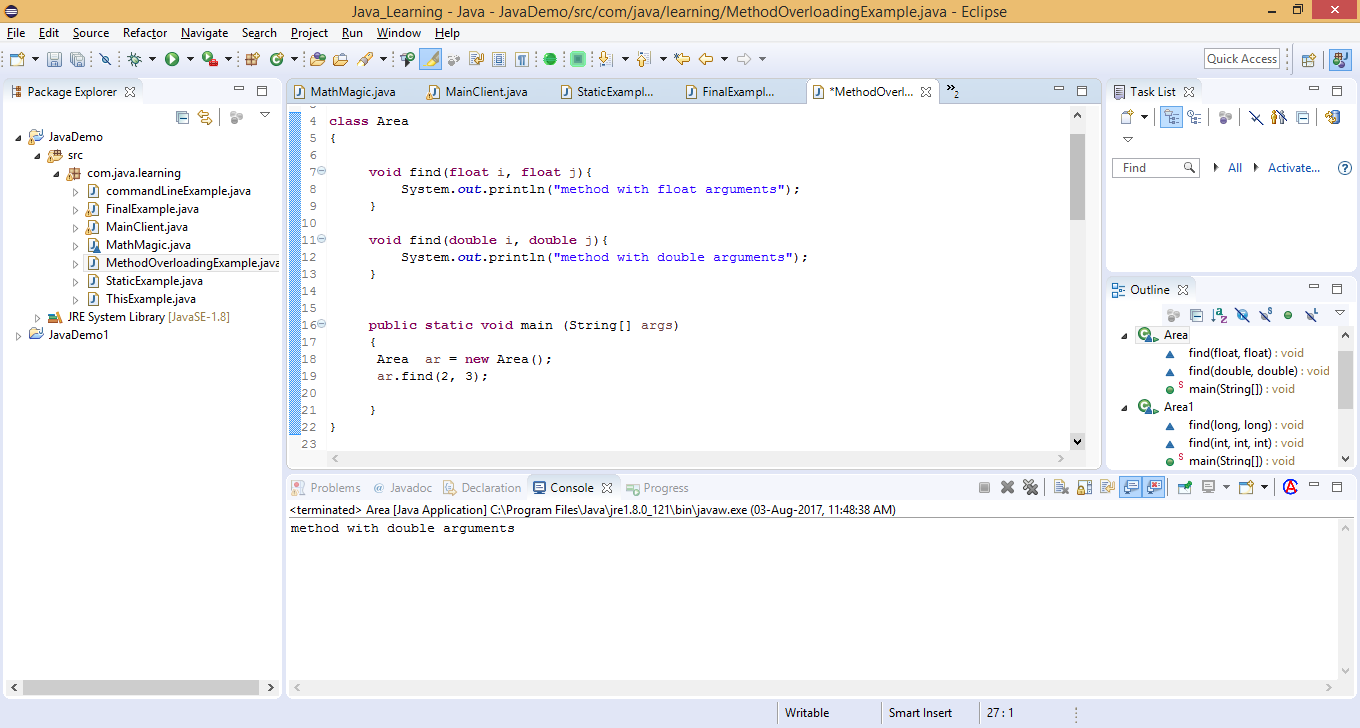 Java_Learning - Java - JavaDemo/src/com/java/learning/MethodOverloadingExample.java - Eclipse
File Edit Source Refactor Navigate Search Project Run Window Help
Quick Access
Package Explorer
JavaDemo
src
com.java.learning
commandLineExample.java
FinalExample.java
MainClient.java
MathMagic.java
MethodOverloadingExample.java
StaticExample.java
ThisExample.java
JRE System Library [JavaSE-1.8]
JavaDemo1
MathMagic.java MainClient.java StaticExampl... FinalExampl... *MethodOverl... »2
4 class Area
5 {
6
7 void find(float i, float j){
8 System.out.println("method with float arguments");
9 }
10
11 void find(double i, double j){
12 System.out.println("method with double arguments");
13 }
14
15
16 public static void main (String[] args)
17 {
18 Area  ar = new Area();
19 ar.find(2, 3);
20
21 }
22 }
23
Task List
Find All Activate...
Outline
Area
find(float, float) : void
find(double, double) : void
main(String[]) : void
Area1
find(long, long) : void
find(int, int, int) : void
main(String[]) : void
Problems @ Javadoc Declaration Console Progress
<terminated> Area [Java Application] C:\Program Files\Java\jre1.8.0_121\bin\javaw.exe (03-Aug-2017, 11:48:38 AM)
method with double arguments
Writable Smart Insert 27 : 1